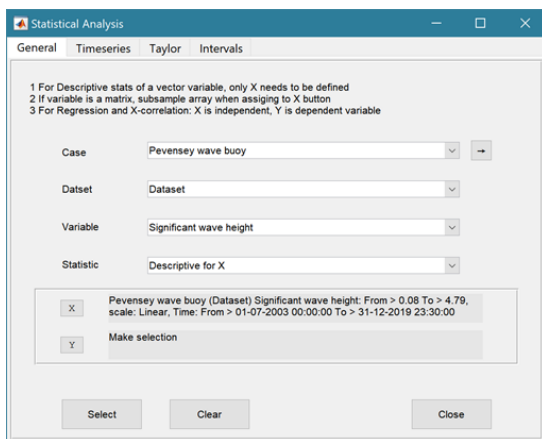 Statistical Analysis
General Timeseries Taylor Intervals
1 For Descriptive stats of a vector variable, only X needs to be defined
2 If variable is a matrix, subsample array when assiging to X button
3 For Regression and X-correlation: X is independent, Y is dependent variable
Case Pevensey wave buoy →
Datset Dataset
Variable Significant wave height
Statistic Descriptive for X
X Pevensey wave buoy (Dataset) Significant wave height: From > 0.08 To > 4.79,
scale: Linear, Time: From > 01-07-2003 00:00:00 To > 31-12-2019 23:30:00
Y Make selection
Select Clear Close